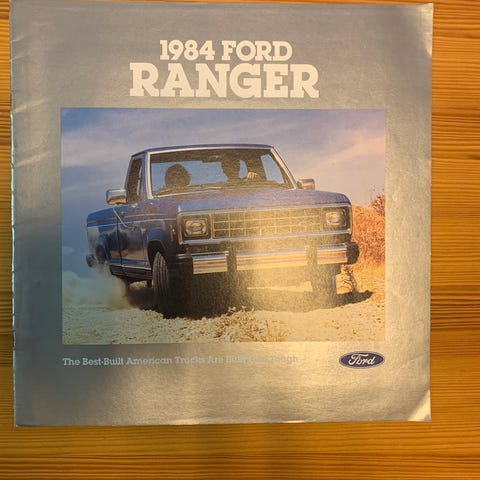 1984 FORD
RANGER
The Best-Built American Trucks Are Built Ford Tough
Ford